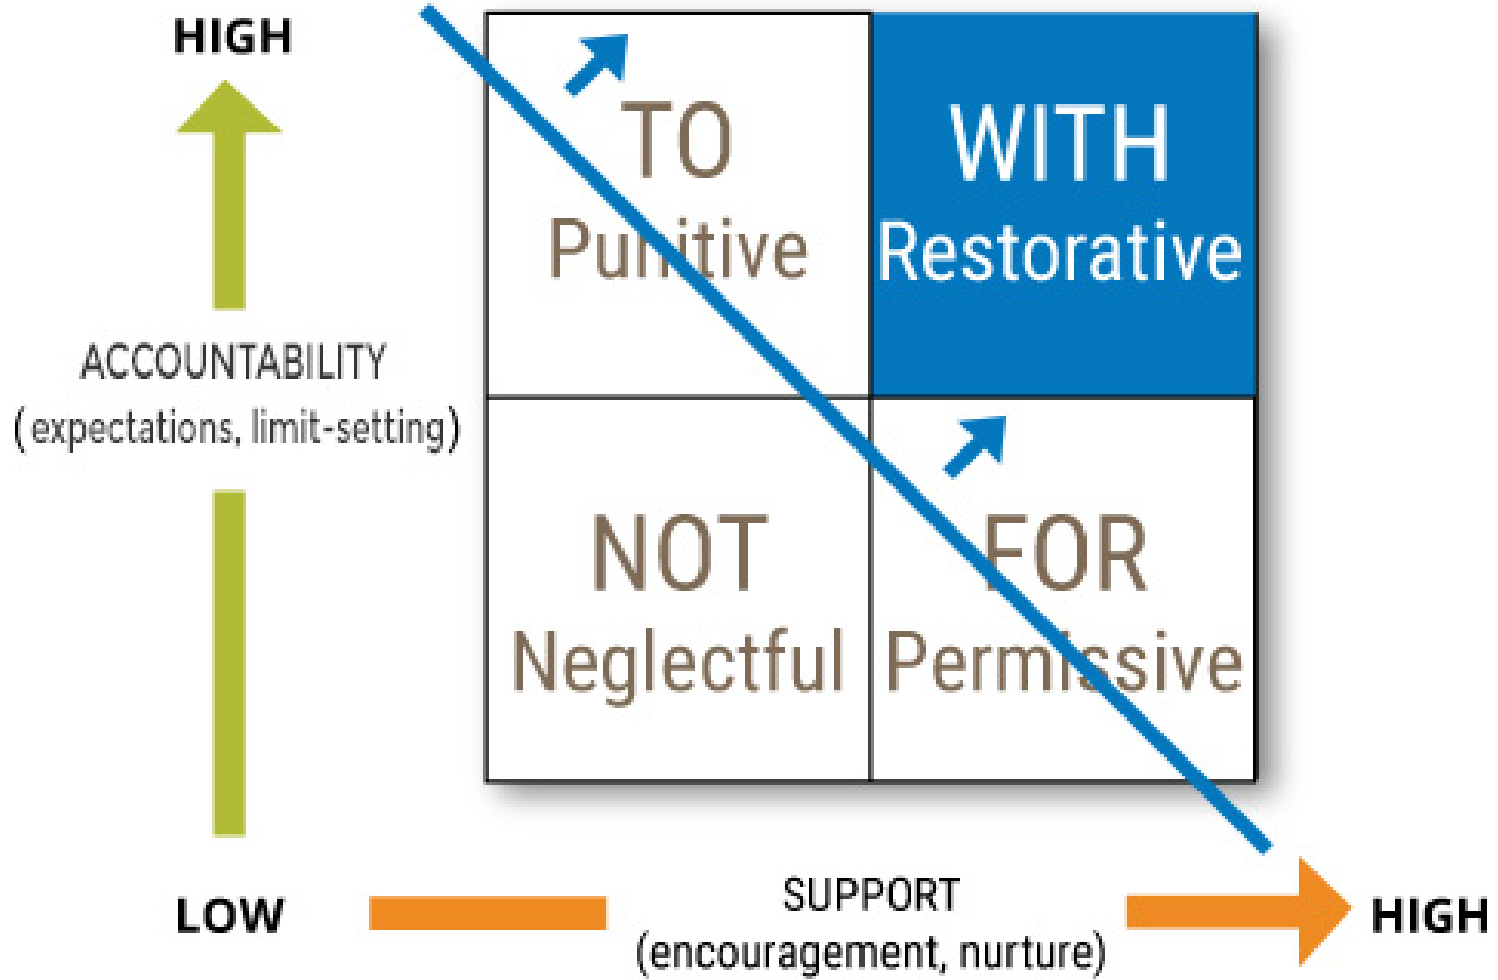 HIGH
TO
Punitive
WITH
Restorative
ACCOUNTABILITY
(expectations, limit-setting)
NOT
Neglectful
FOR
Permissive
LOW
SUPPORT
(encouragement, nurture)
HIGH